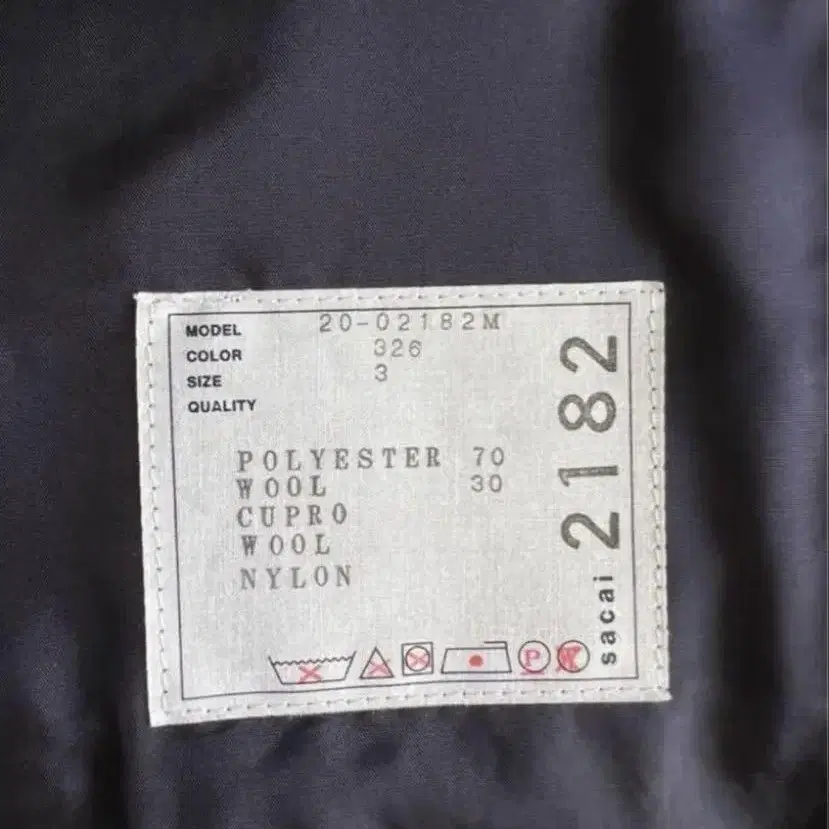 MODEL 20-02182M
COLOR 326
SIZE 3
QUALITY
POLYESTER 70
WOOL 30
CUPRO
WOOL
NYLON
P W
sacai 2182